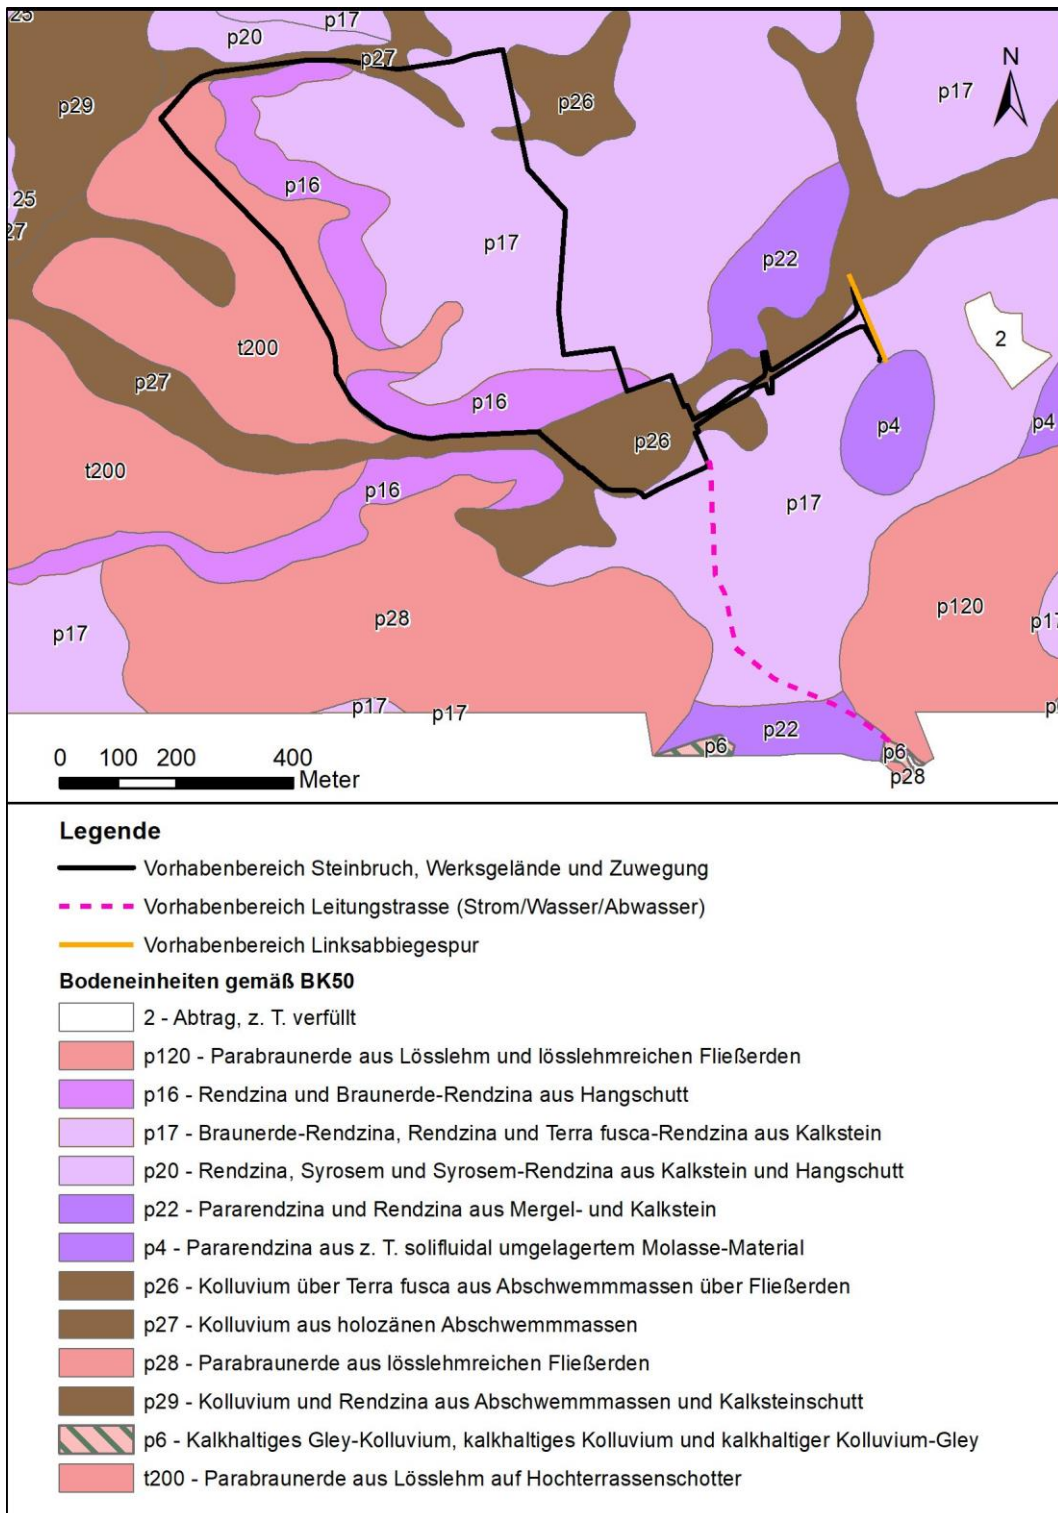 25
p17
p20
p27
N
p29
p26
p17
p16
25
27
p17
p22
t200
2
p27
p16
p26
p4
p4
t200
p16
p17
p28
p120
p17
p17
p17
p17
p22
p6
p6
p28
0 100 200 400
Meter
Legende
Vorhabenbereich Steinbruch, Werksgelände und Zuwegung
Vorhabenbereich Leitungstrasse (Strom/Wasser/Abwasser)
Vorhabenbereich Linksabbiegespur
Bodeneinheiten gemäß BK50
2 - Abtrag, z. T. verfüllt
p120 - Parabraunerde aus Lösslehm und lösslehmreichen Fließerden
p16 - Rendzina und Braunerde-Rendzina aus Hangschutt
p17 - Braunerde-Rendzina, Rendzina und Terra fusca-Rendzina aus Kalkstein
p20 - Rendzina, Syrosem und Syrosem-Rendzina aus Kalkstein und Hangschutt
p22 - Pararendzina und Rendzina aus Mergel- und Kalkstein
p4 - Pararendzina aus z. T. solifluidal umgelagertem Molasse-Material
p26 - Kolluvium über Terra fusca aus Abschwemmmassen über Fließerden
p27 - Kolluvium aus holozänen Abschwemmmassen
p28 - Parabraunerde aus lösslehmreichen Fließerden
p29 - Kolluvium und Rendzina aus Abschwemmmassen und Kalksteinschutt
p6 - Kalkhaltiges Gley-Kolluvium, kalkhaltiges Kolluvium und kalkhaltiger Kolluvium-Gley
t200 - Parabraunerde aus Lösslehm auf Hochterrassenschotter